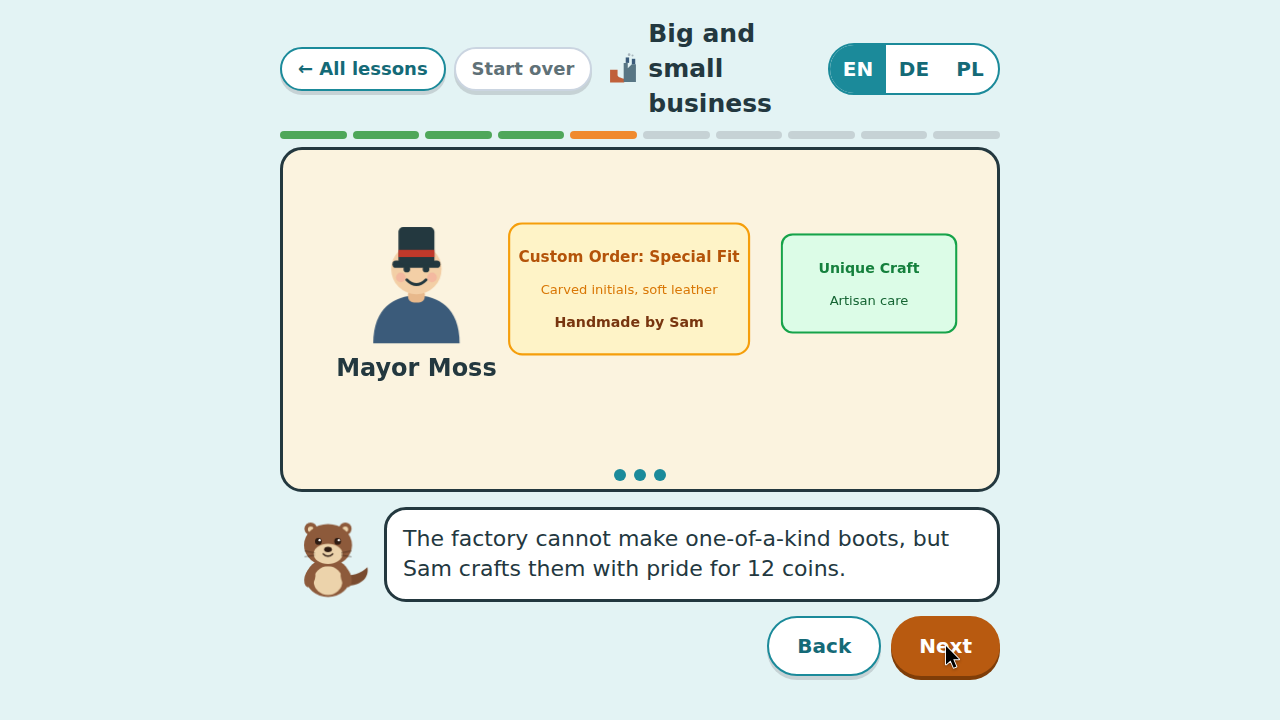 ← All lessons
Start over
Big and
small
business
EN DE PL
Custom Order: Special Fit
Carved initials, soft leather
Handmade by Sam
Unique Craft
Artisan care
Mayor Moss
The factory cannot make one-of-a-kind boots, but
Sam crafts them with pride for 12 coins.
Back
Next